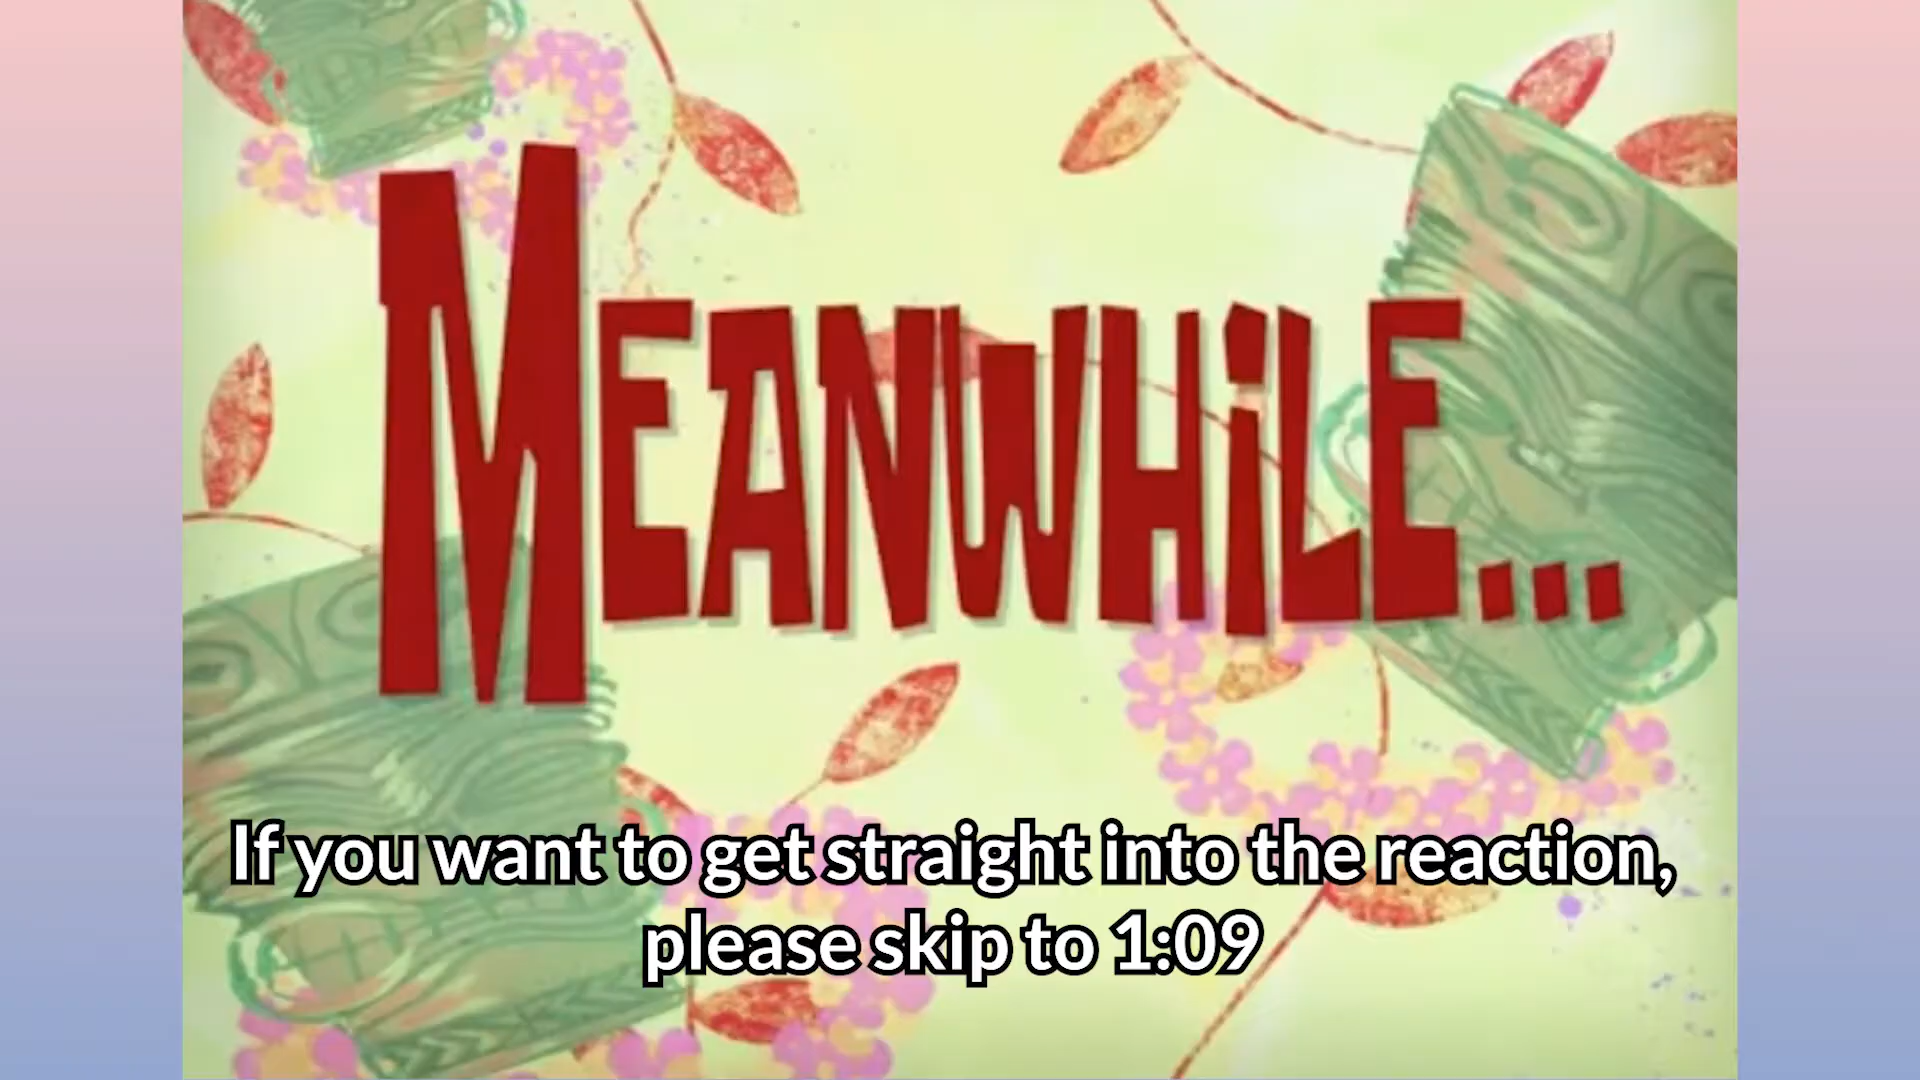 MEANWHiLE...
If you want to get straight into the reaction,
please skip to 1:09